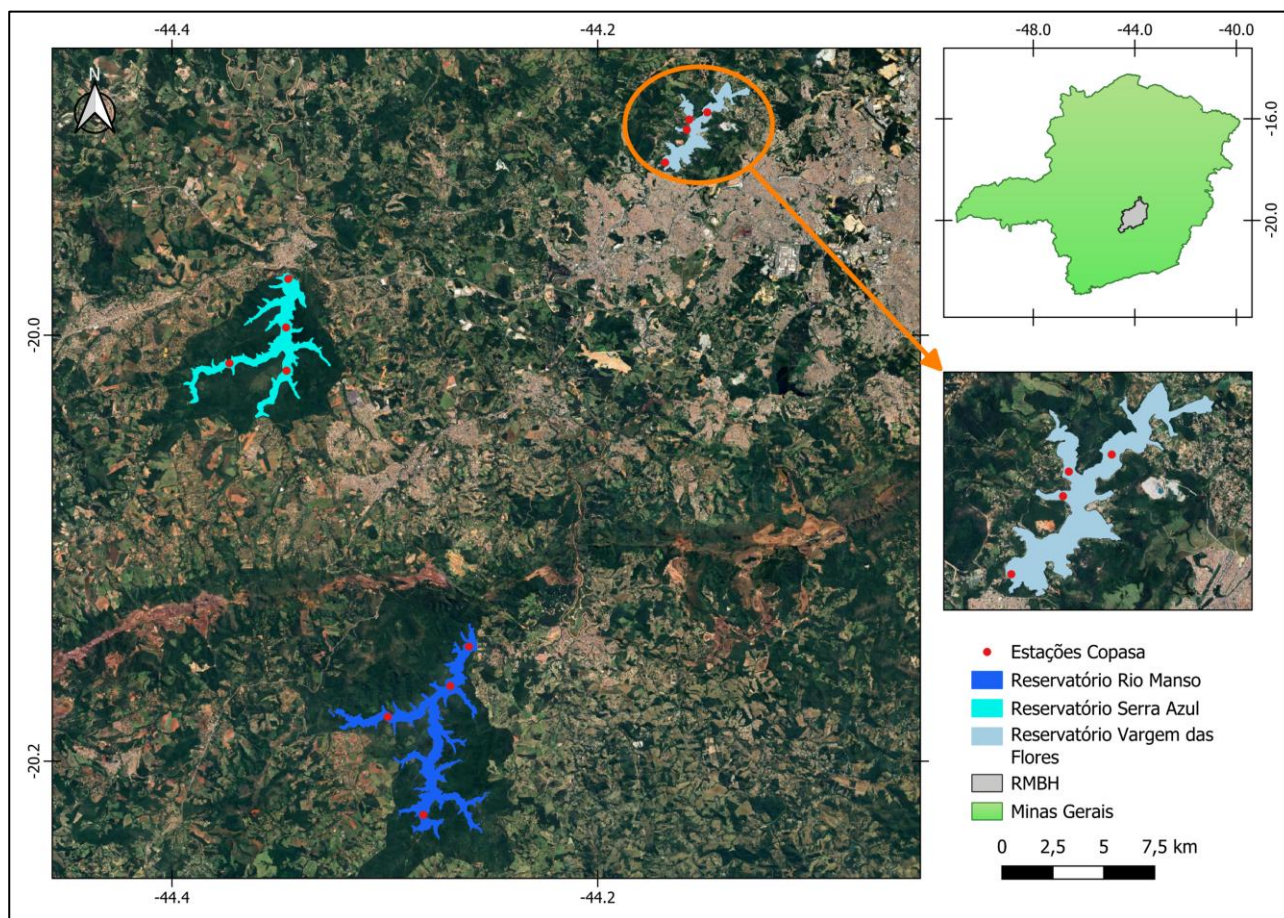 -44.4
-44.2
-48.0
-44.0
-40.0
N
-16.0
-20.0
-20.0
-20.2
Estações Copasa
Reservatório Rio Manso
Reservatório Serra Azul
Reservatório Vargem das
Flores
RMBH
Minas Gerais
0
2,5
5
7,5 km
-44.4
-44.2